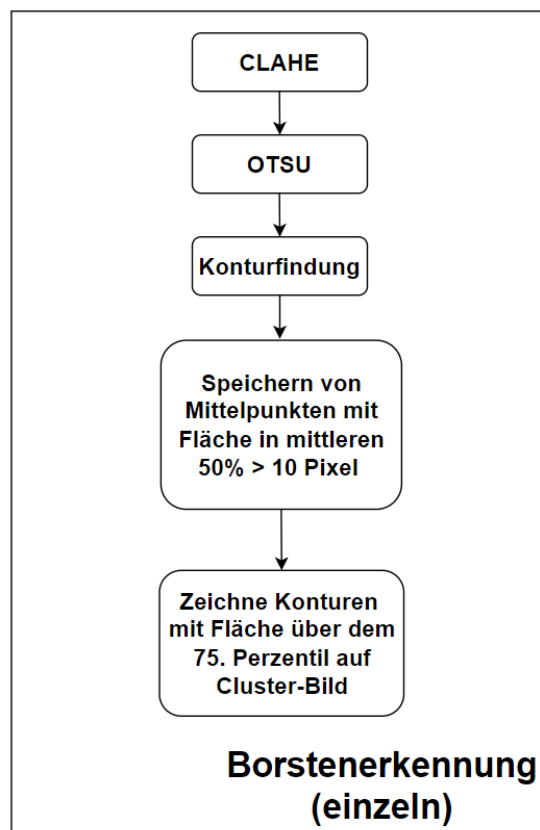 CLAHE
OTSU
Konturfindung
Speichern von
Mittelpunkten mit
Fläche in mittleren
50% > 10 Pixel
Zeichne Konturen
mit Fläche über dem
75. Perzentil auf
Cluster-Bild
Borstenerkennung
(einzeln)